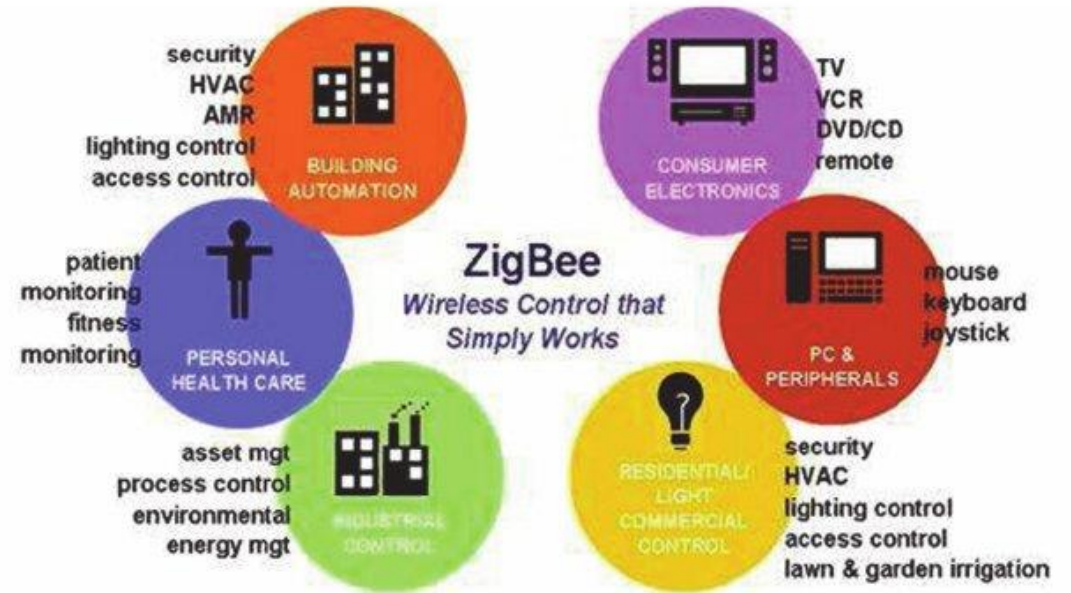 security
HVAC
AMR
lighting control
access control
BUILDING
AUTOMATION
CONSUMER
ELECTRONICS
TV
VCR
DVD/CD
remote
patient
monitoring
fitness
monitoring
PERSONAL
HEALTH CARE
ZigBee
Wireless Control that
Simply Works
PC &
PERIPHERALS
mouse
keyboard
joystick
asset mgt
process control
environmental
energy mgt
INDUSTRIAL
CONTROL
RESIDENTIAL/
LIGHT
COMMERCIAL
CONTROL
security
HVAC
lighting control
access control
lawn & garden irrigation